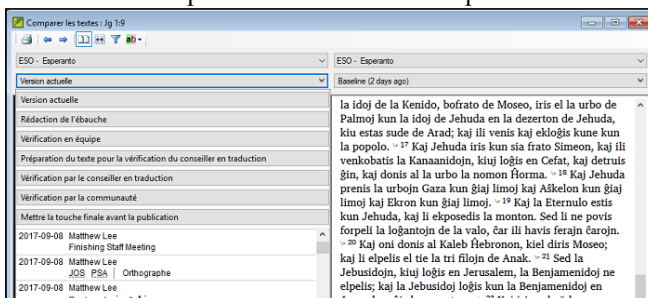 Comparer les textes : Jg 1:9
ab
ESO - Esperanto
ESO - Esperanto
Version actuelle
Baseline (2 days ago)
Version actuelle
Rédaction de l'ébauche
Vérification en équipe
Préparation du texte pour la vérification du conseiller en traduction
Vérification par le conseiller en traduction
Vérification par la communauté
Mettre la touche finale avant la publication
2017-09-08 Matthew Lee
Finishing Staff Meeting
2017-09-08 Matthew Lee
JOS PSA | Orthographe
2017-09-08 Matthew Lee
la idoj de la Kenido, bofrato de Moseo, iris el la urbo de
Palmoj kun la idoj de Jehuda en la dezerton de Jehuda,
kiu estas sude de Arad; kaj ili venis kaj ekloĝis kune kun
la popolo. 17 Kaj Jehuda iris kun sia frato Simeon, kaj ili
venkobatis la Kanaanidojn, kiuj loĝis en Cefat, kaj detruis
ĝin, kaj donis al la urbo la nomon Ĥorma. 18 Kaj Jehuda
prenis la urbojn Gaza kun ĝiaj limoj kaj Aŝkelon kun ĝiaj
limoj kaj Ekron kun ĝiaj limoj. 19 Kaj la Eternulo estis
kun Jehuda, kaj li ekposedis la monton. Sed li ne povis
forpeli la loĝantojn de la valo, ĉar ili havis ferajn ĉarojn.
20 Kaj oni donis al Kaleb Ĥebronon, kiel diris Moseo;
kaj li elpelis el tie la tri filojn de Anak. 21 Sed la
Jebusidojn, kiuj loĝis en Jerusalem, la Benjamenidoj ne
elpelis; kaj la Jebusidoj loĝis kun la Benjamenidoj en